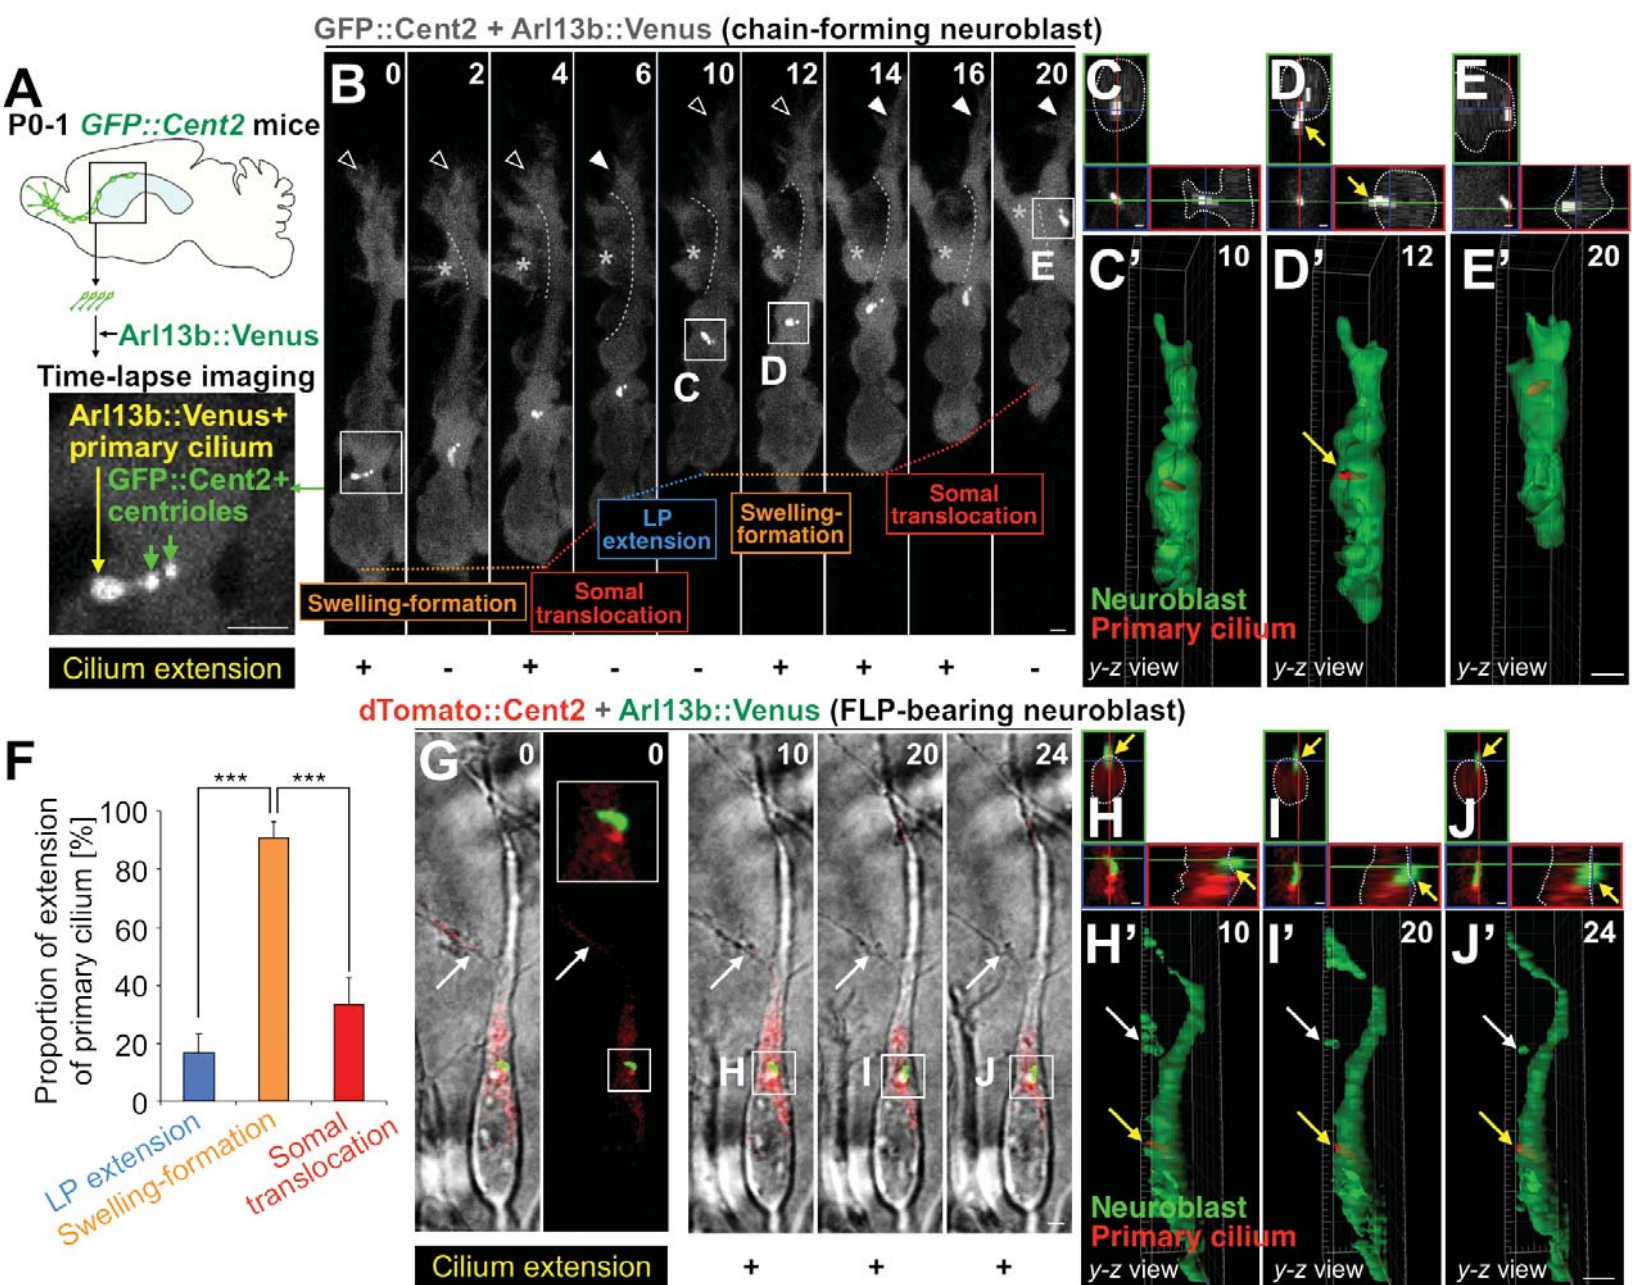 GFP::Cent2 + Arl13b::Venus (chain-forming neuroblast)
A
P0-1 GFP::Cent2 mice
Arl13b::Venus
Time-lapse imaging
Arl13b::Venus+
primary cilium
GFP::Cent2+
centrioles
Cilium extension
B 0 2 4 6 10 12 14 16 20
* * * * * * * *
C
D
E
Swelling-formation
Somal
translocation
LP
extension
Swelling-
formation
Somal
translocation
+ - + - - + + + -
C D E
C' 10 D' 12 E' 20
Neuroblast
Primary cilium
y-z view y-z view y-z view
dTomato::Cent2 + Arl13b::Venus (FLP-bearing neuroblast)
F
Proportion of extension
of primary cilium [%]
*** ***
100
80
60
40
20
0
LP extension
Swelling-formation
Somal
translocation
G 0 0 10 20 24
H I J
Cilium extension + + +
H I J
H' 10 I' 20 J' 24
Neuroblast
Primary cilium
y-z view y-z view y-z view